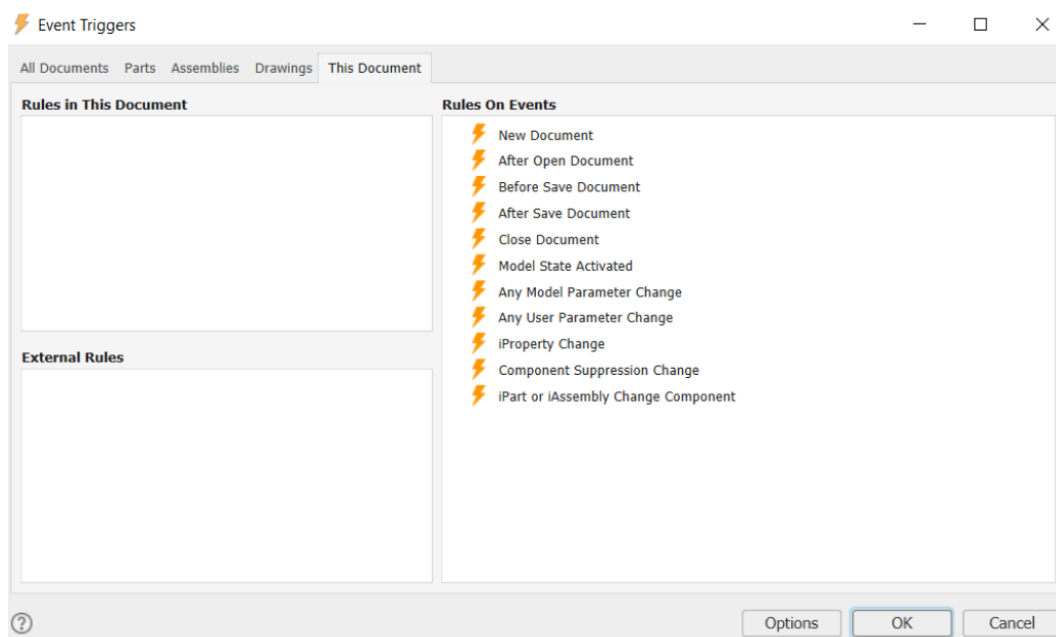 Event Triggers
All Documents Parts Assemblies Drawings This Document
Rules in This Document
Rules On Events
New Document
After Open Document
Before Save Document
After Save Document
Close Document
Model State Activated
Any Model Parameter Change
Any User Parameter Change
iProperty Change
Component Suppression Change
iPart or iAssembly Change Component
External Rules
?
Options OK Cancel